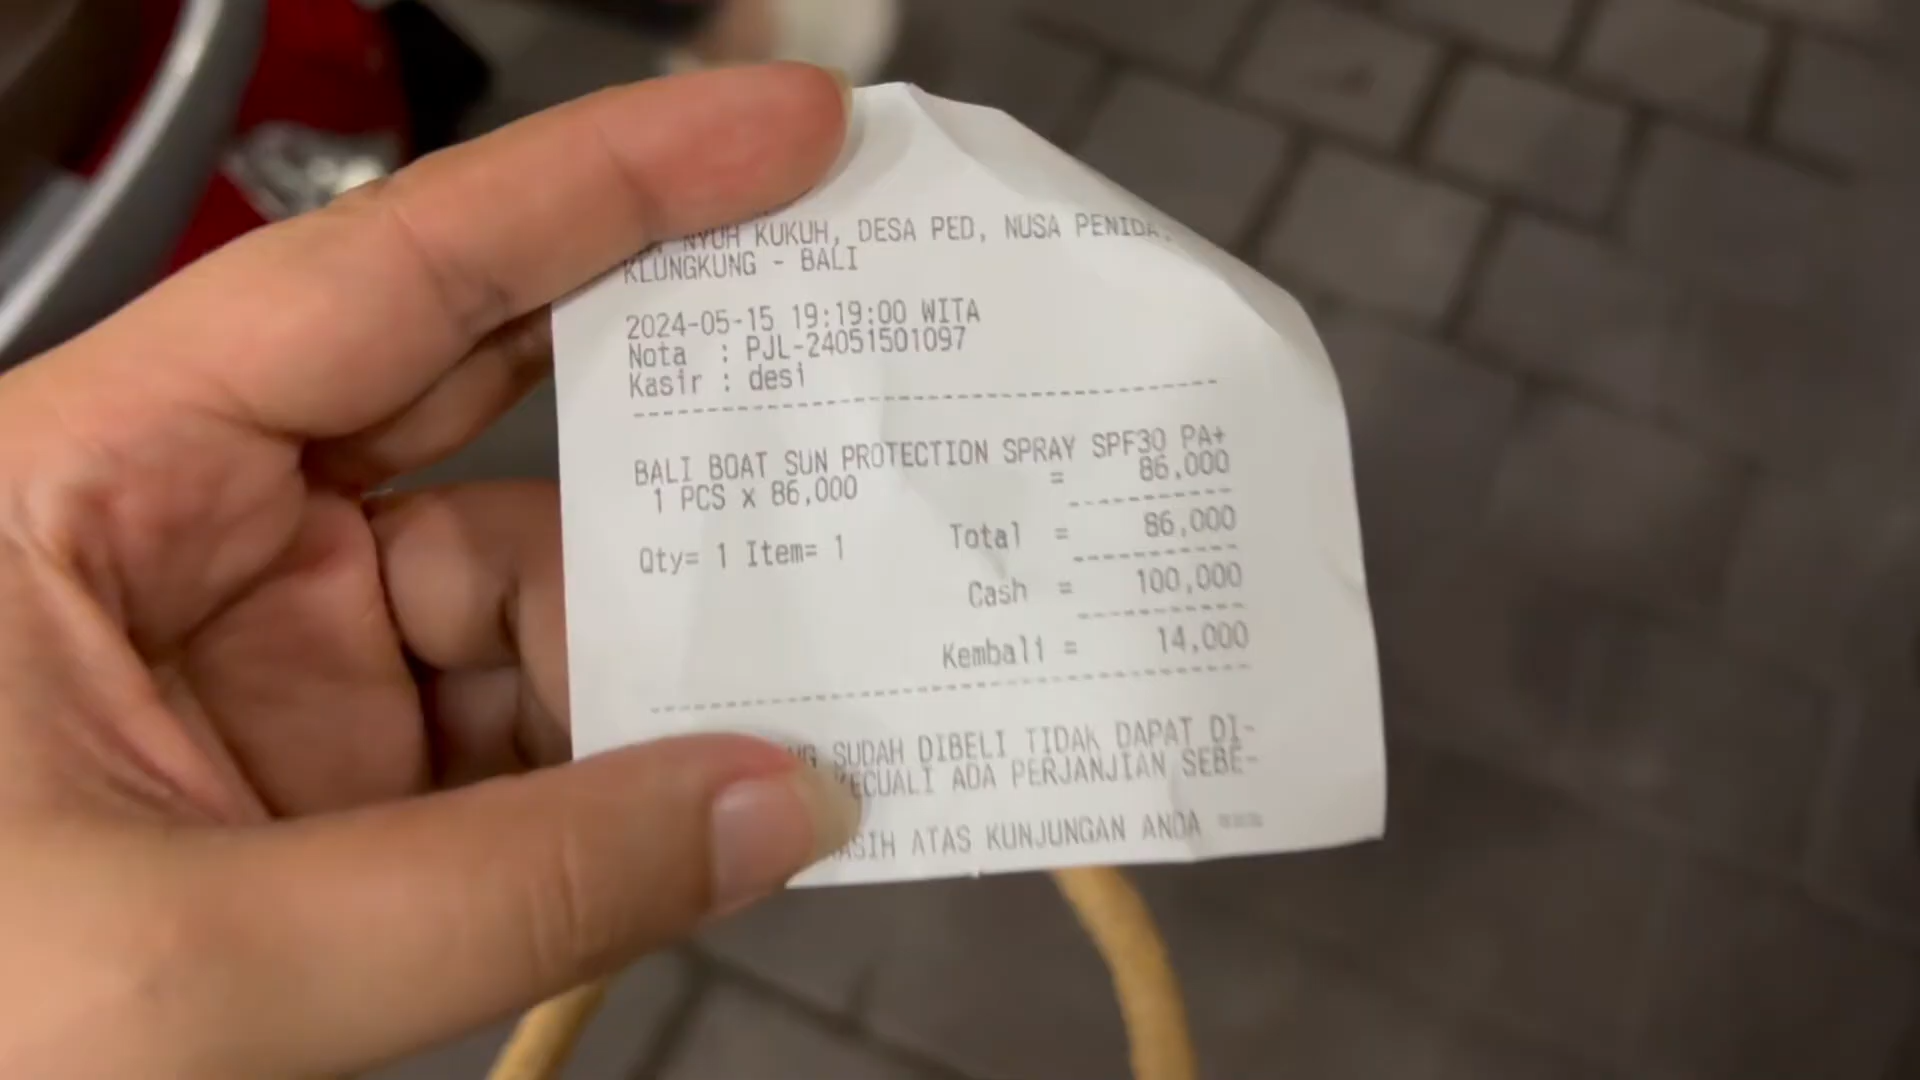 NYUH KUKUH, DESA PED, NUSA PENIDA,
KLUNGKUNG - BALI
2024-05-15 19:19:00 WITA
Nota : PJL-24051501097
Kasir : desi
BALI BOAT SUN PROTECTION SPRAY SPF30 PA+
1 PCS x 86,000 = 86,000
Qty= 1 Item= 1 Total = 86,000
Cash = 100,000
Kembali = 14,000
SUDAH DIBELI TIDAK DAPAT DI-
KECUALI ADA PERJANJIAN SEBE-
ASIH ATAS KUNJUNGAN ANDA ===